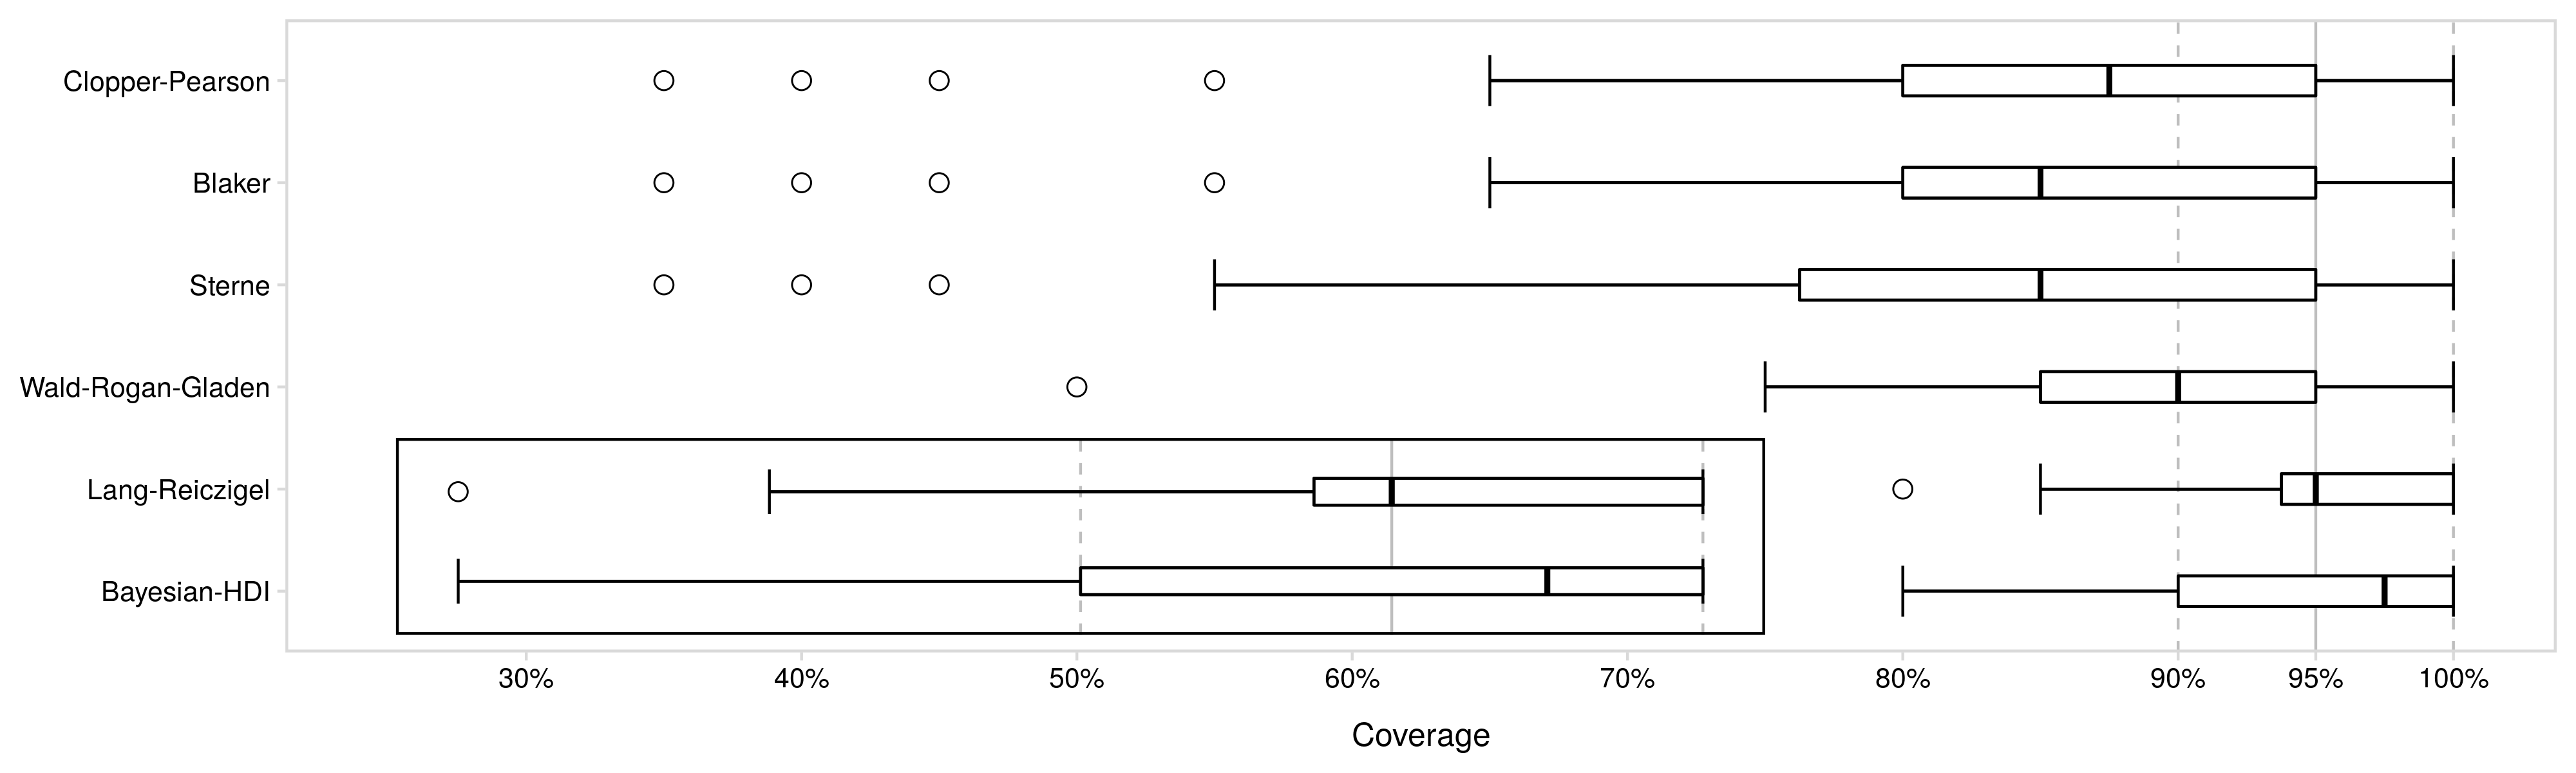 Clopper-Pearson
Blaker
Sterne
Wald-Rogan-Gladen
Lang-Reiczigel
Bayesian-HDI
30% 40% 50% 60% 70% 80% 90% 95% 100%
Coverage